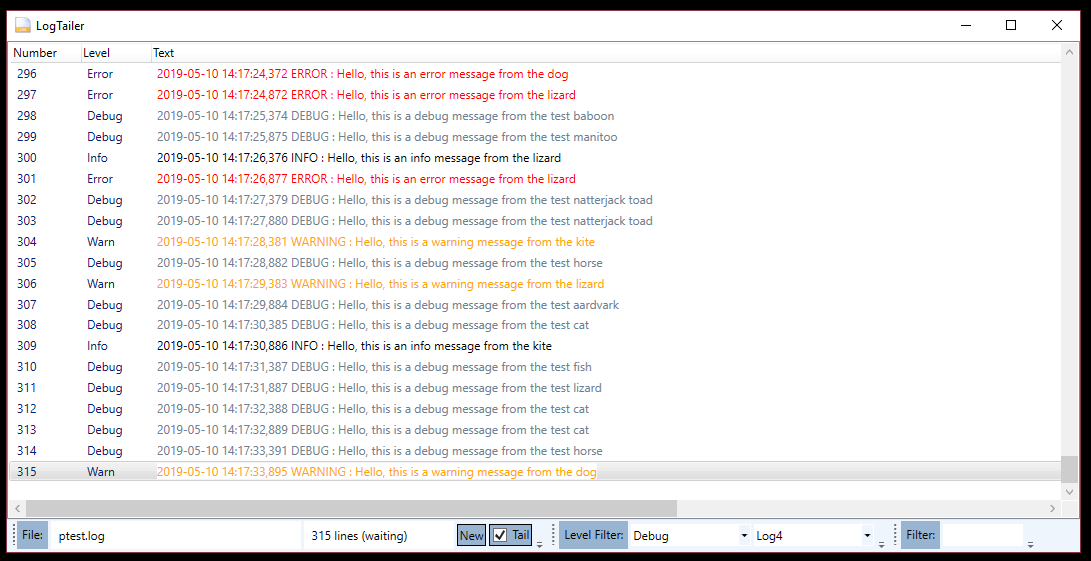 LogTailer
Number Level Text
296 Error 2019-05-10 14:17:24,372 ERROR : Hello, this is an error message from the dog
297 Error 2019-05-10 14:17:24,872 ERROR : Hello, this is an error message from the lizard
298 Debug 2019-05-10 14:17:25,374 DEBUG : Hello, this is a debug message from the test baboon
299 Debug 2019-05-10 14:17:25,875 DEBUG : Hello, this is a debug message from the test manitoo
300 Info 2019-05-10 14:17:26,376 INFO : Hello, this is an info message from the lizard
301 Error 2019-05-10 14:17:26,877 ERROR : Hello, this is an error message from the lizard
302 Debug 2019-05-10 14:17:27,379 DEBUG : Hello, this is a debug message from the test natterjack toad
303 Debug 2019-05-10 14:17:27,880 DEBUG : Hello, this is a debug message from the test natterjack toad
304 Warn 2019-05-10 14:17:28,381 WARNING : Hello, this is a warning message from the kite
305 Debug 2019-05-10 14:17:28,882 DEBUG : Hello, this is a debug message from the test horse
306 Warn 2019-05-10 14:17:29,383 WARNING : Hello, this is a warning message from the lizard
307 Debug 2019-05-10 14:17:29,884 DEBUG : Hello, this is a debug message from the test aardvark
308 Debug 2019-05-10 14:17:30,385 DEBUG : Hello, this is a debug message from the test cat
309 Info 2019-05-10 14:17:30,886 INFO : Hello, this is an info message from the kite
310 Debug 2019-05-10 14:17:31,387 DEBUG : Hello, this is a debug message from the test fish
311 Debug 2019-05-10 14:17:31,887 DEBUG : Hello, this is a debug message from the test lizard
312 Debug 2019-05-10 14:17:32,388 DEBUG : Hello, this is a debug message from the test cat
313 Debug 2019-05-10 14:17:32,889 DEBUG : Hello, this is a debug message from the test cat
314 Debug 2019-05-10 14:17:33,391 DEBUG : Hello, this is a debug message from the test horse
315 Warn 2019-05-10 14:17:33,895 WARNING : Hello, this is a warning message from the dog
File: ptest.log 315 lines (waiting) New Tail Level Filter: Debug Log4 Filter: